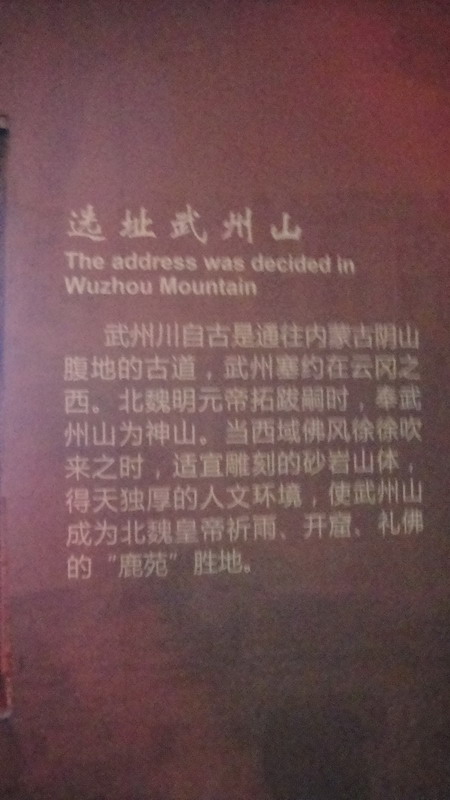 选址武州山
The address was decided in
Wuzhou Mountain
武州川自古是通往内蒙古阴山
腹地的古道，武州塞约在云冈之
西。北魏明元帝拓跋嗣时，奉武
州山为神山。当西域佛风徐徐吹
来之时，适宜雕刻的砂岩山体，
得天独厚的人文环境，使武州山
成为北魏皇帝祈雨、开窟、礼佛
的“鹿苑”胜地。